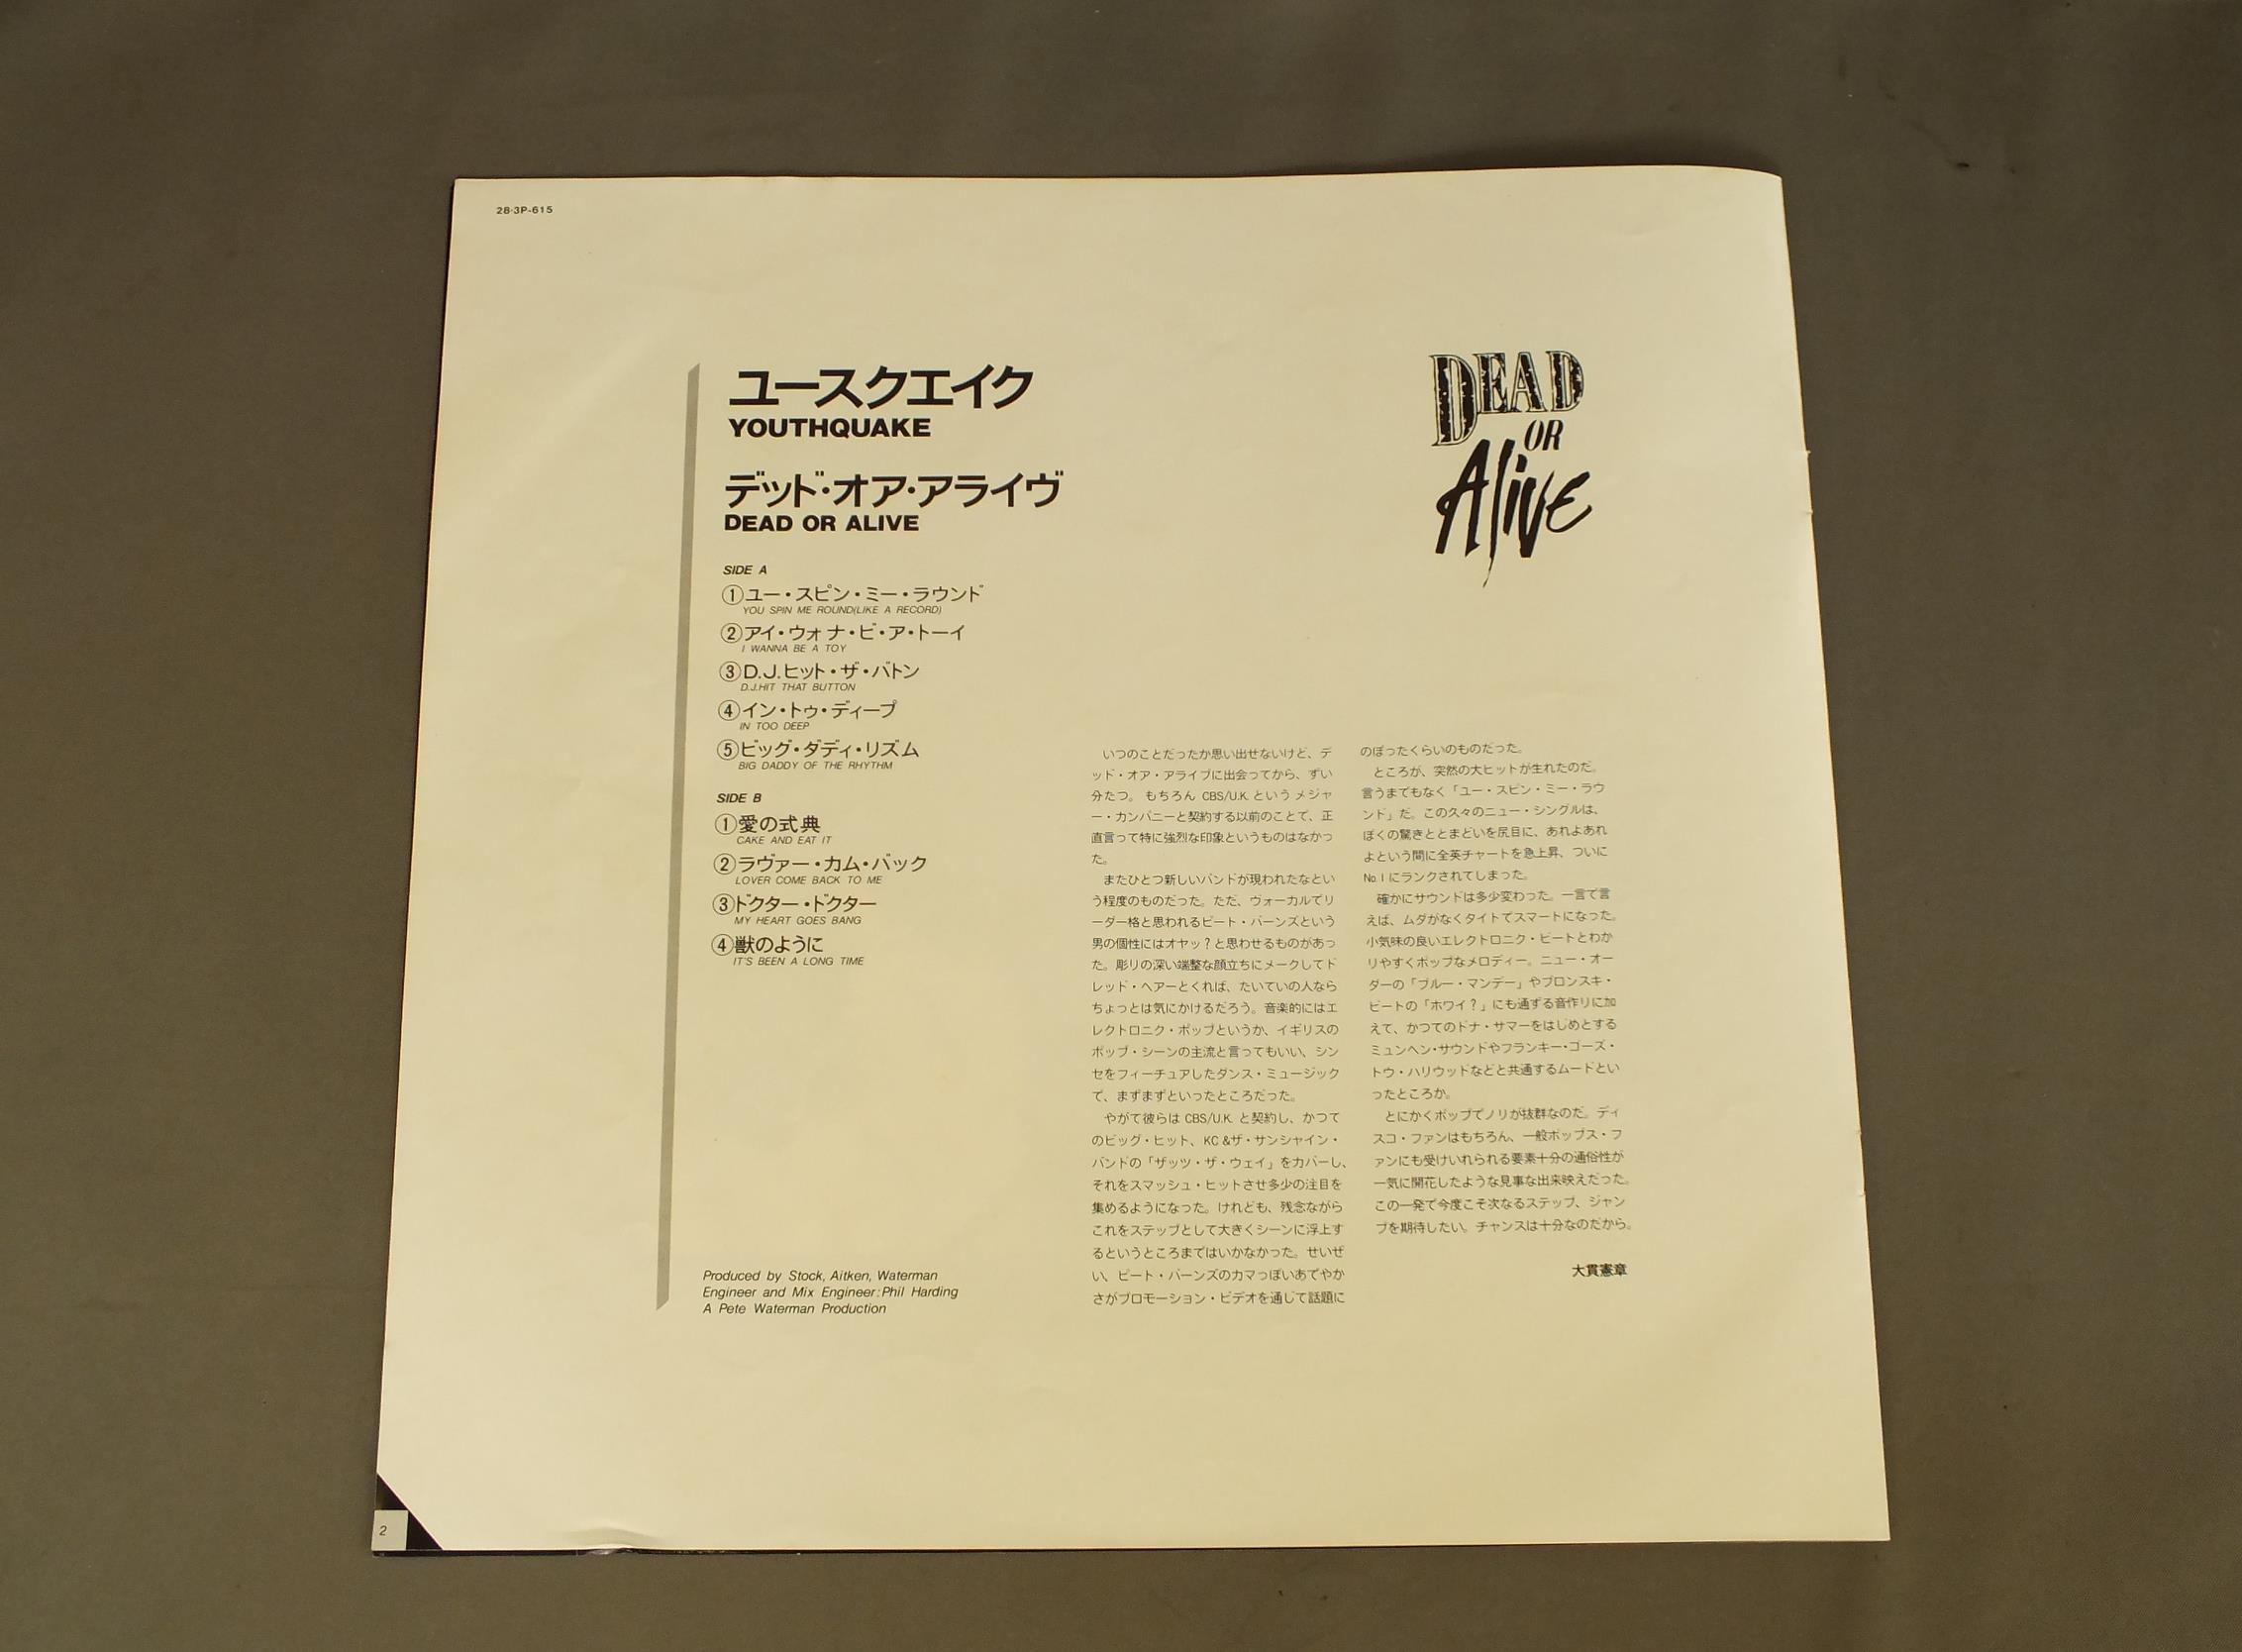 28·3P-615
ユースクエイク
YOUTHQUAKE
デッド・オア・アライヴ
DEAD OR ALIVE
DEAD
OR
Alive
SIDE A
①ユー・スピン・ミー・ラウンド
YOU SPIN ME ROUND(LIKE A RECORD)
②アイ・ウォナ・ビ・ア・トーイ
I WANNA BE A TOY
③D.J.ヒット・ザ・バトン
D.J.HIT THAT BUTTON
④イン・トゥ・ディープ
IN TOO DEEP
⑤ビッグ・ダディ・リズム
BIG DADDY OF THE RHYTHM
SIDE B
①愛の式典
CAKE AND EAT IT
②ラヴァー・カム・バック
LOVER COME BACK TO ME
③ドクター・ドクター
MY HEART GOES BANG
④獣のように
IT'S BEEN A LONG TIME
Produced by Stock, Aitken, Waterman
Engineer and Mix Engineer:Phil Harding
A Pete Waterman Production
いつのことだったか思い出せないけど、デ
ッド・オア・アライブに出会ってから、ずい
分たつ。もちろん CBS/U.K. という メジャ
ー・カンパニーと契約する以前のことで、正
直言って特に強烈な印象というものはなかっ
た。
またひとつ新しいバンドが現われたなとい
う程度のものだった。ただ、ヴォーカルでリ
ーダー格と思われるピート・バーンズという
男の個性にはオヤッ？と思わせるものがあっ
た。彫りの深い端整な顔立ちにメークしてド
レッド・ヘアーとくれば、たいていの人なら
ちょっとは気にかけるだろう。音楽的にはエ
レクトロニク・ポップというか、イギリスの
ポップ・シーンの主流と言ってもいい、シン
セをフィーチュアしたダンス・ミュージック
で、まずまずといったところだった。
やがて彼らは CBS/U.K. と契約し、かつて
のビッグ・ヒット、KC &ザ・サンシャイン・
バンドの「ザッツ・ザ・ウェイ」をカバーし、
それをスマッシュ・ヒットさせ多少の注目を
集めるようになった。けれども、残念ながら
これをステップとして大きくシーンに浮上す
るというところまではいかなかった。せいぜ
い、ピート・バーンズのカマっぽいあでやか
さがプロモーション・ビデオを通じて話題に
のぼったくらいのものだった。
ところが、突然の大ヒットが生れたのだ。
言うまでもなく「ユー・スピン・ミー・ラウ
ンド」だ。この久々のニュー・シングルは、
ぼくの驚きととまどいを尻目に、あれよあれ
よという間に全英チャートを急上昇、ついに
No.1 にランクされてしまった。
確かにサウンドは多少変わった。一言で言
えば、ムダがなくタイトでスマートになった。
小気味の良いエレクトロニク・ビートとわか
りやすくポップなメロディー。ニュー・オー
ダーの「ブルー・マンデー」やブロンスキ・
ビートの「ホワイ？」にも通ずる音作りに加
えて、かつてのドナ・サマーをはじめとする
ミュンヘン・サウンドやフランキー・ゴーズ・
トウ・ハリウッドなどと共通するムードとい
ったところか。
とにかくポップでノリが抜群なのだ。ディ
スコ・ファンはもちろん、一般ポップス・フ
ァンにも受けいれられる要素十分の通俗性が
一気に開花したような見事な出来映えだった。
この一発で今度こそ次なるステップ、ジャン
プを期待したい。チャンスは十分なのだから。
大貫憲章
2